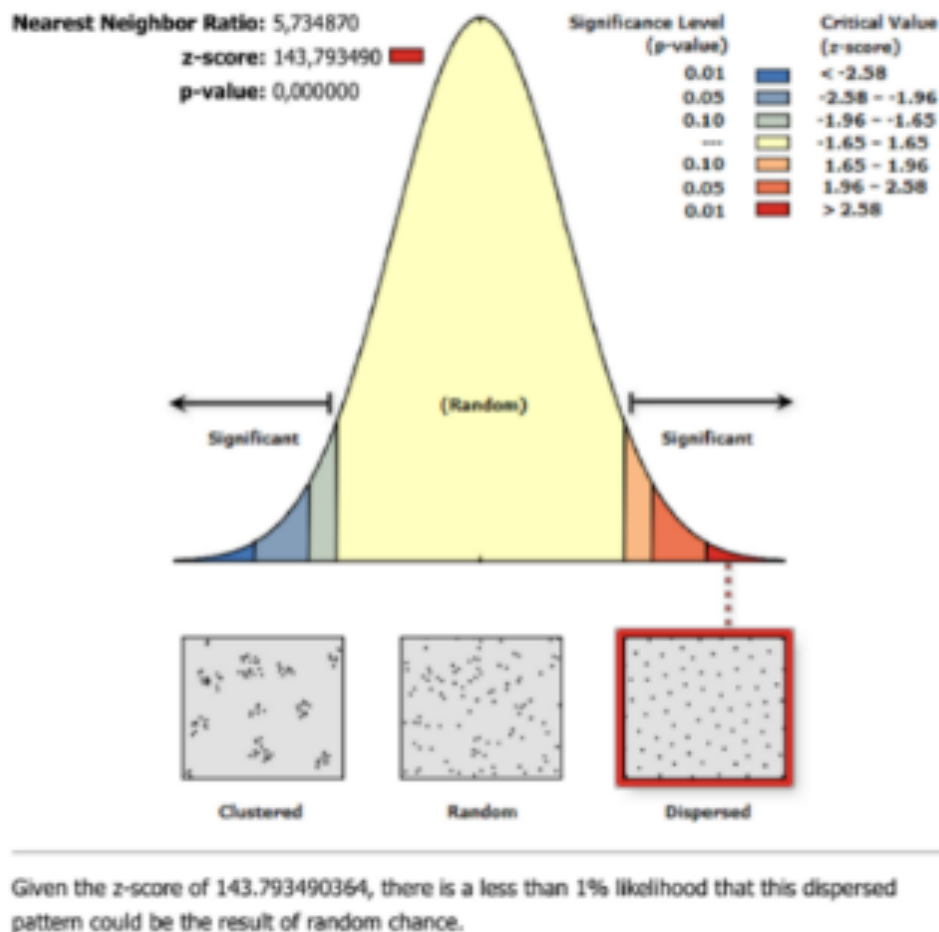 Nearest Neighbor Ratio: 5,734870
z-score: 143,793490
p-value: 0,000000
Significance Level
(p-value)
Critical Value
(z-score)
0.01 < -2.58
0.05 -2.58 – -1.96
0.10 -1.96 – -1.65
--- -1.65 – 1.65
0.10 1.65 – 1.96
0.05 1.96 – 2.58
0.01 > 2.58
(Random)
Significant Significant
Clustered Random Dispersed
Given the z-score of 143.793490364, there is a less than 1% likelihood that this dispersed
pattern could be the result of random chance.